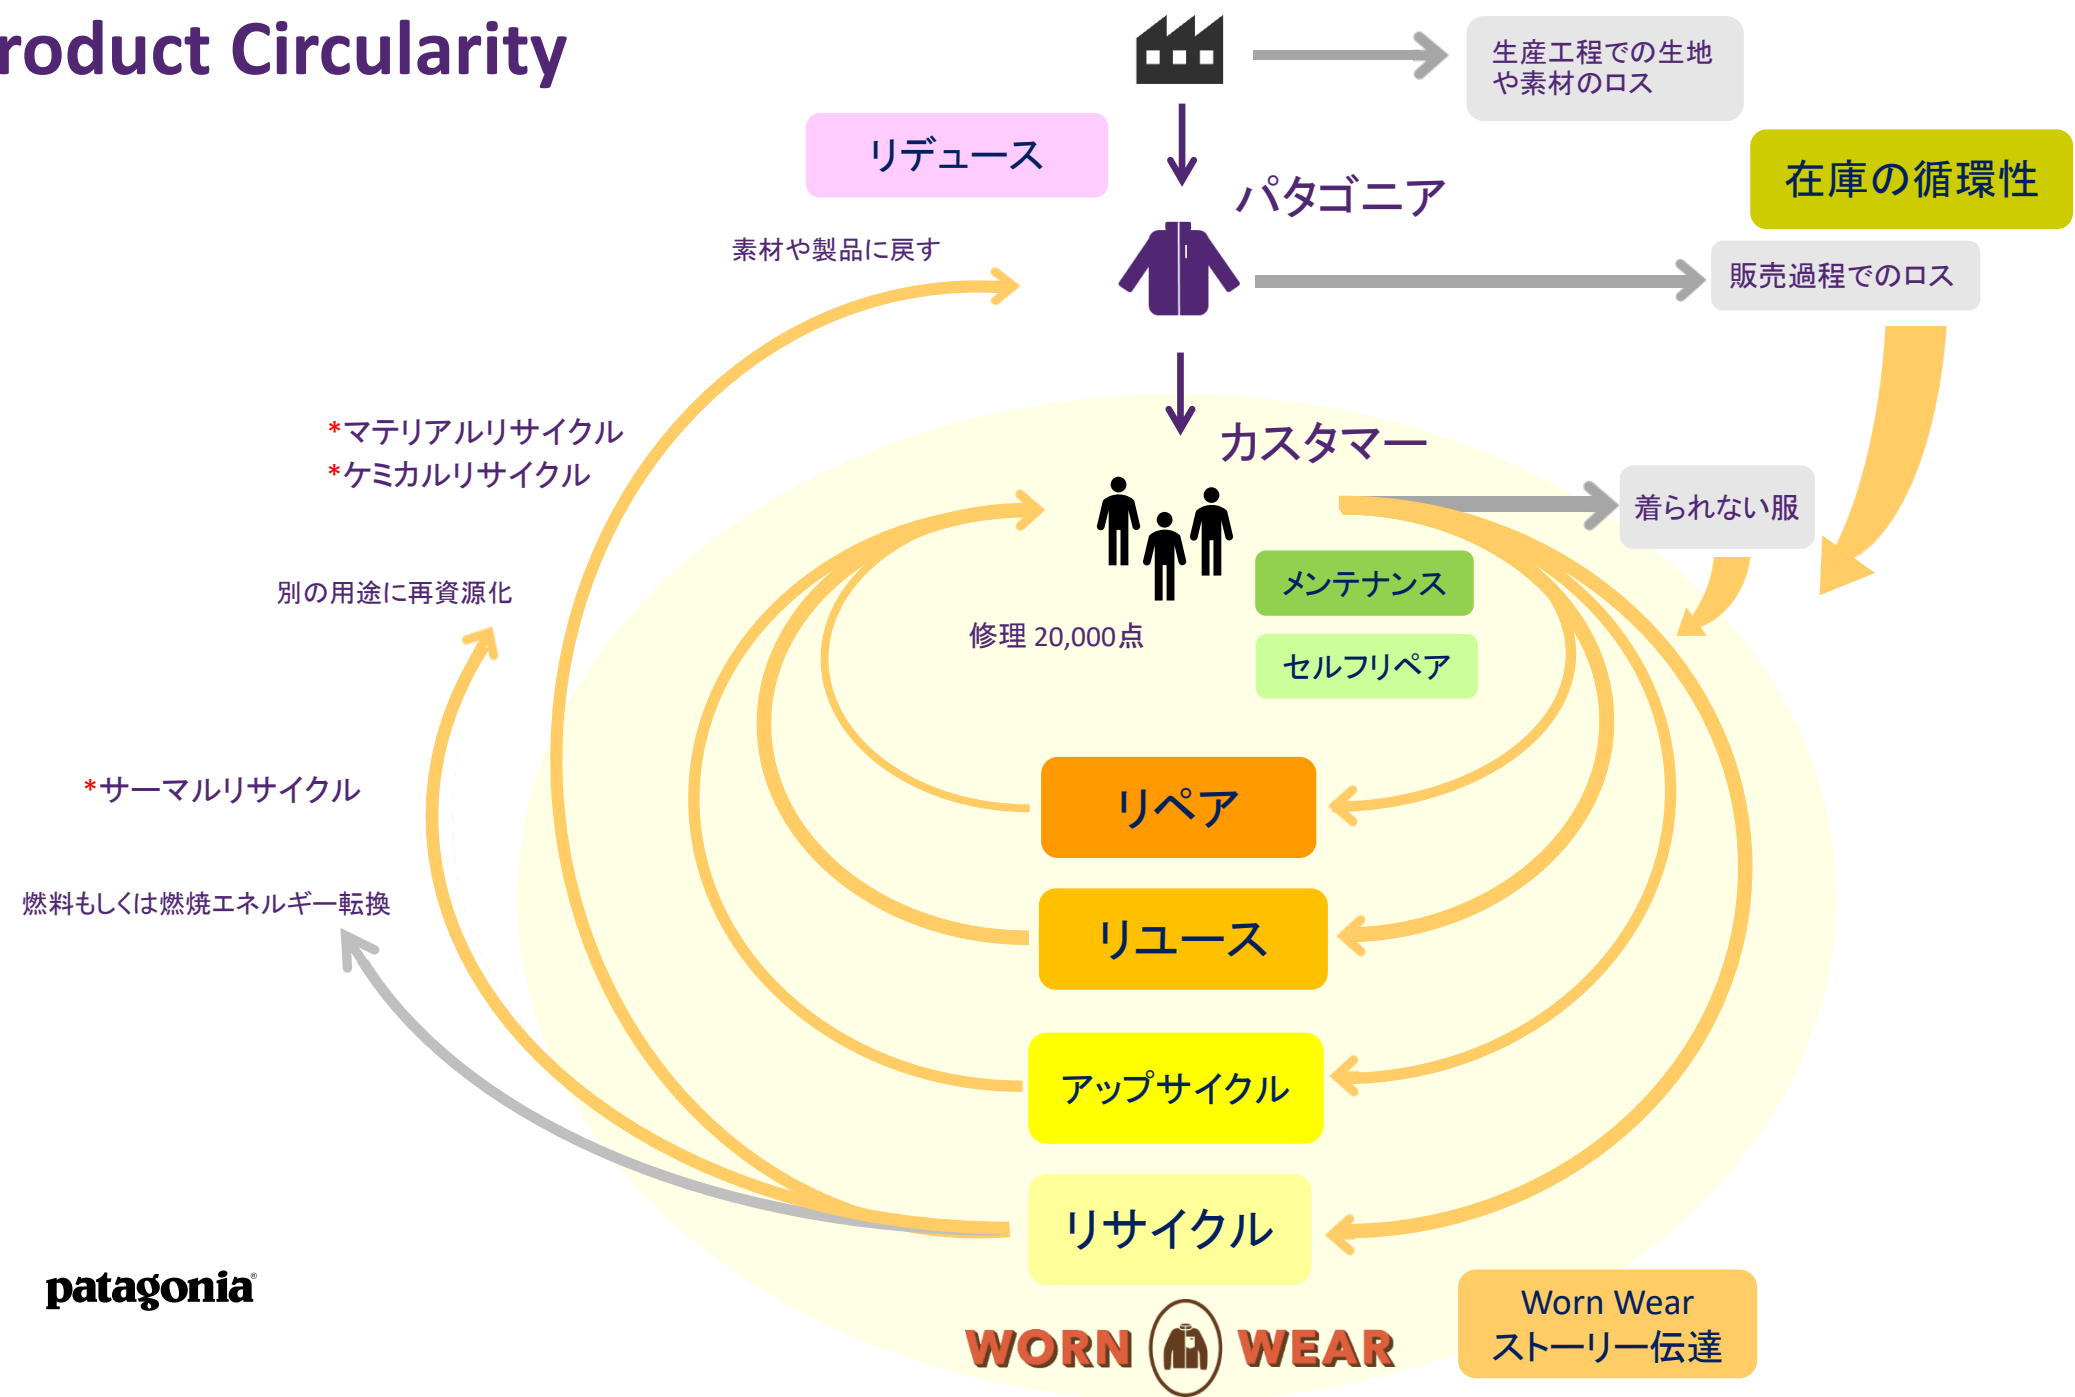 roduct Circularity
生産工程での生地
や素材のロス
リデュース
パタゴニア
在庫の循環性
素材や製品に戻す
販売過程でのロス
*マテリアルリサイクル
*ケミカルリサイクル
カスタマー
着られない服
別の用途に再資源化
メンテナンス
修理 20,000点
セルフリペア
*サーマルリサイクル
リペア
燃料もしくは燃焼エネルギー転換
リユース
アップサイクル
リサイクル
patagonia®
WORN WEAR
Worn Wear
ストーリー伝達